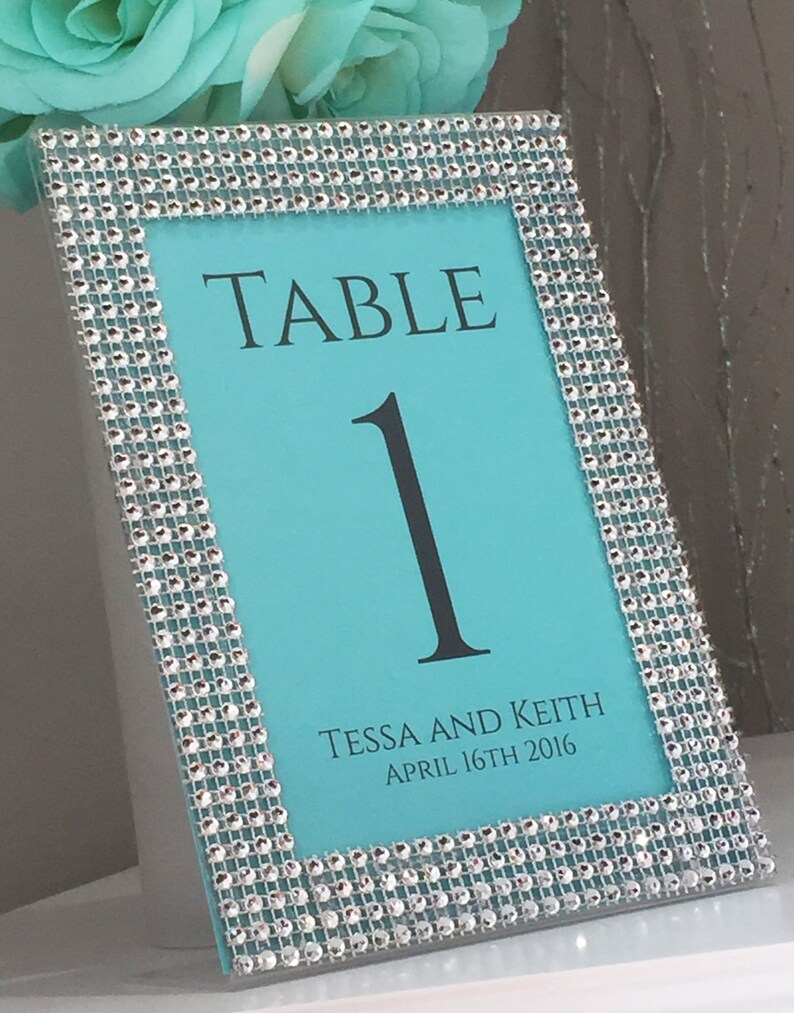 TABLE
1
TESSA AND KEITH
APRIL 16TH 2016